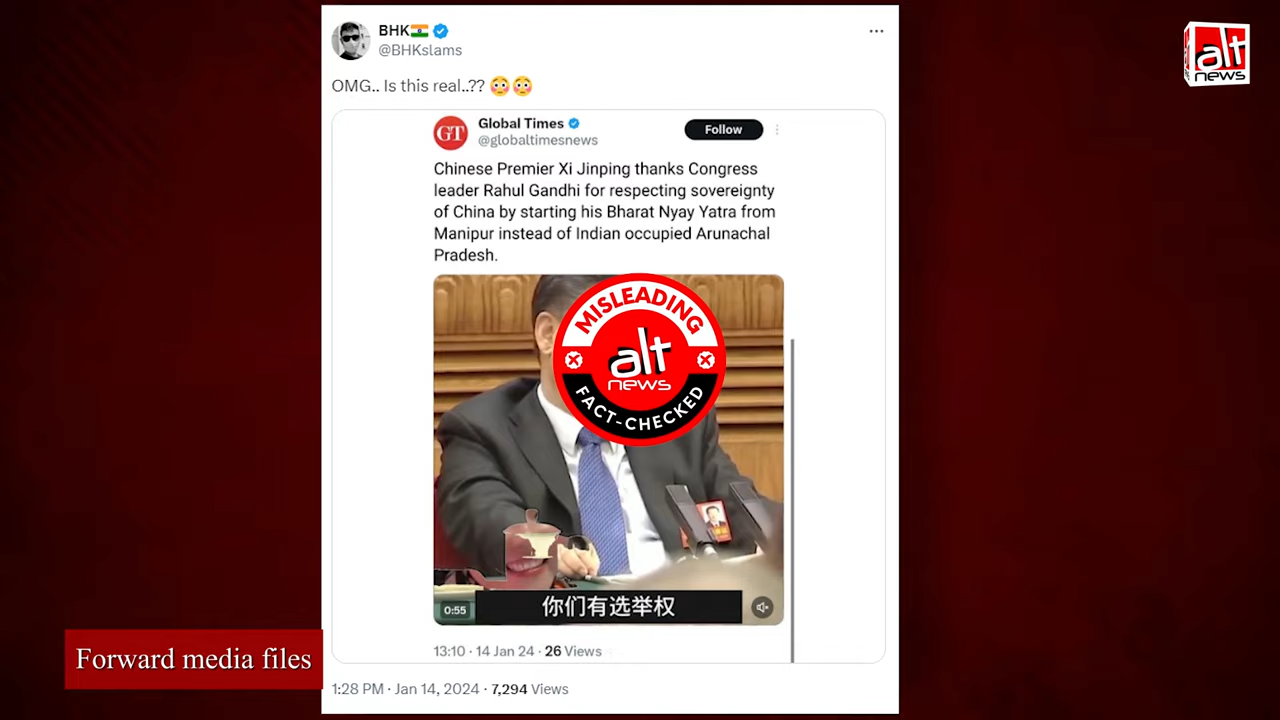 BHK
@BHKslams
OMG.. Is this real..??
Global Times
@globaltimesnews
Follow
Chinese Premier Xi Jinping thanks Congress
leader Rahul Gandhi for respecting sovereignty
of China by starting his Bharat Nyay Yatra from
Manipur instead of Indian occupied Arunachal
Pradesh.
GT
MISLEADING
alt
news
FACT-CHECKED
你们有选举权
0:55
13:10 · 14 Jan 24 · 26 Views
1:28 PM · Jan 14, 2024 · 7,294 Views
Forward media files
alt
news